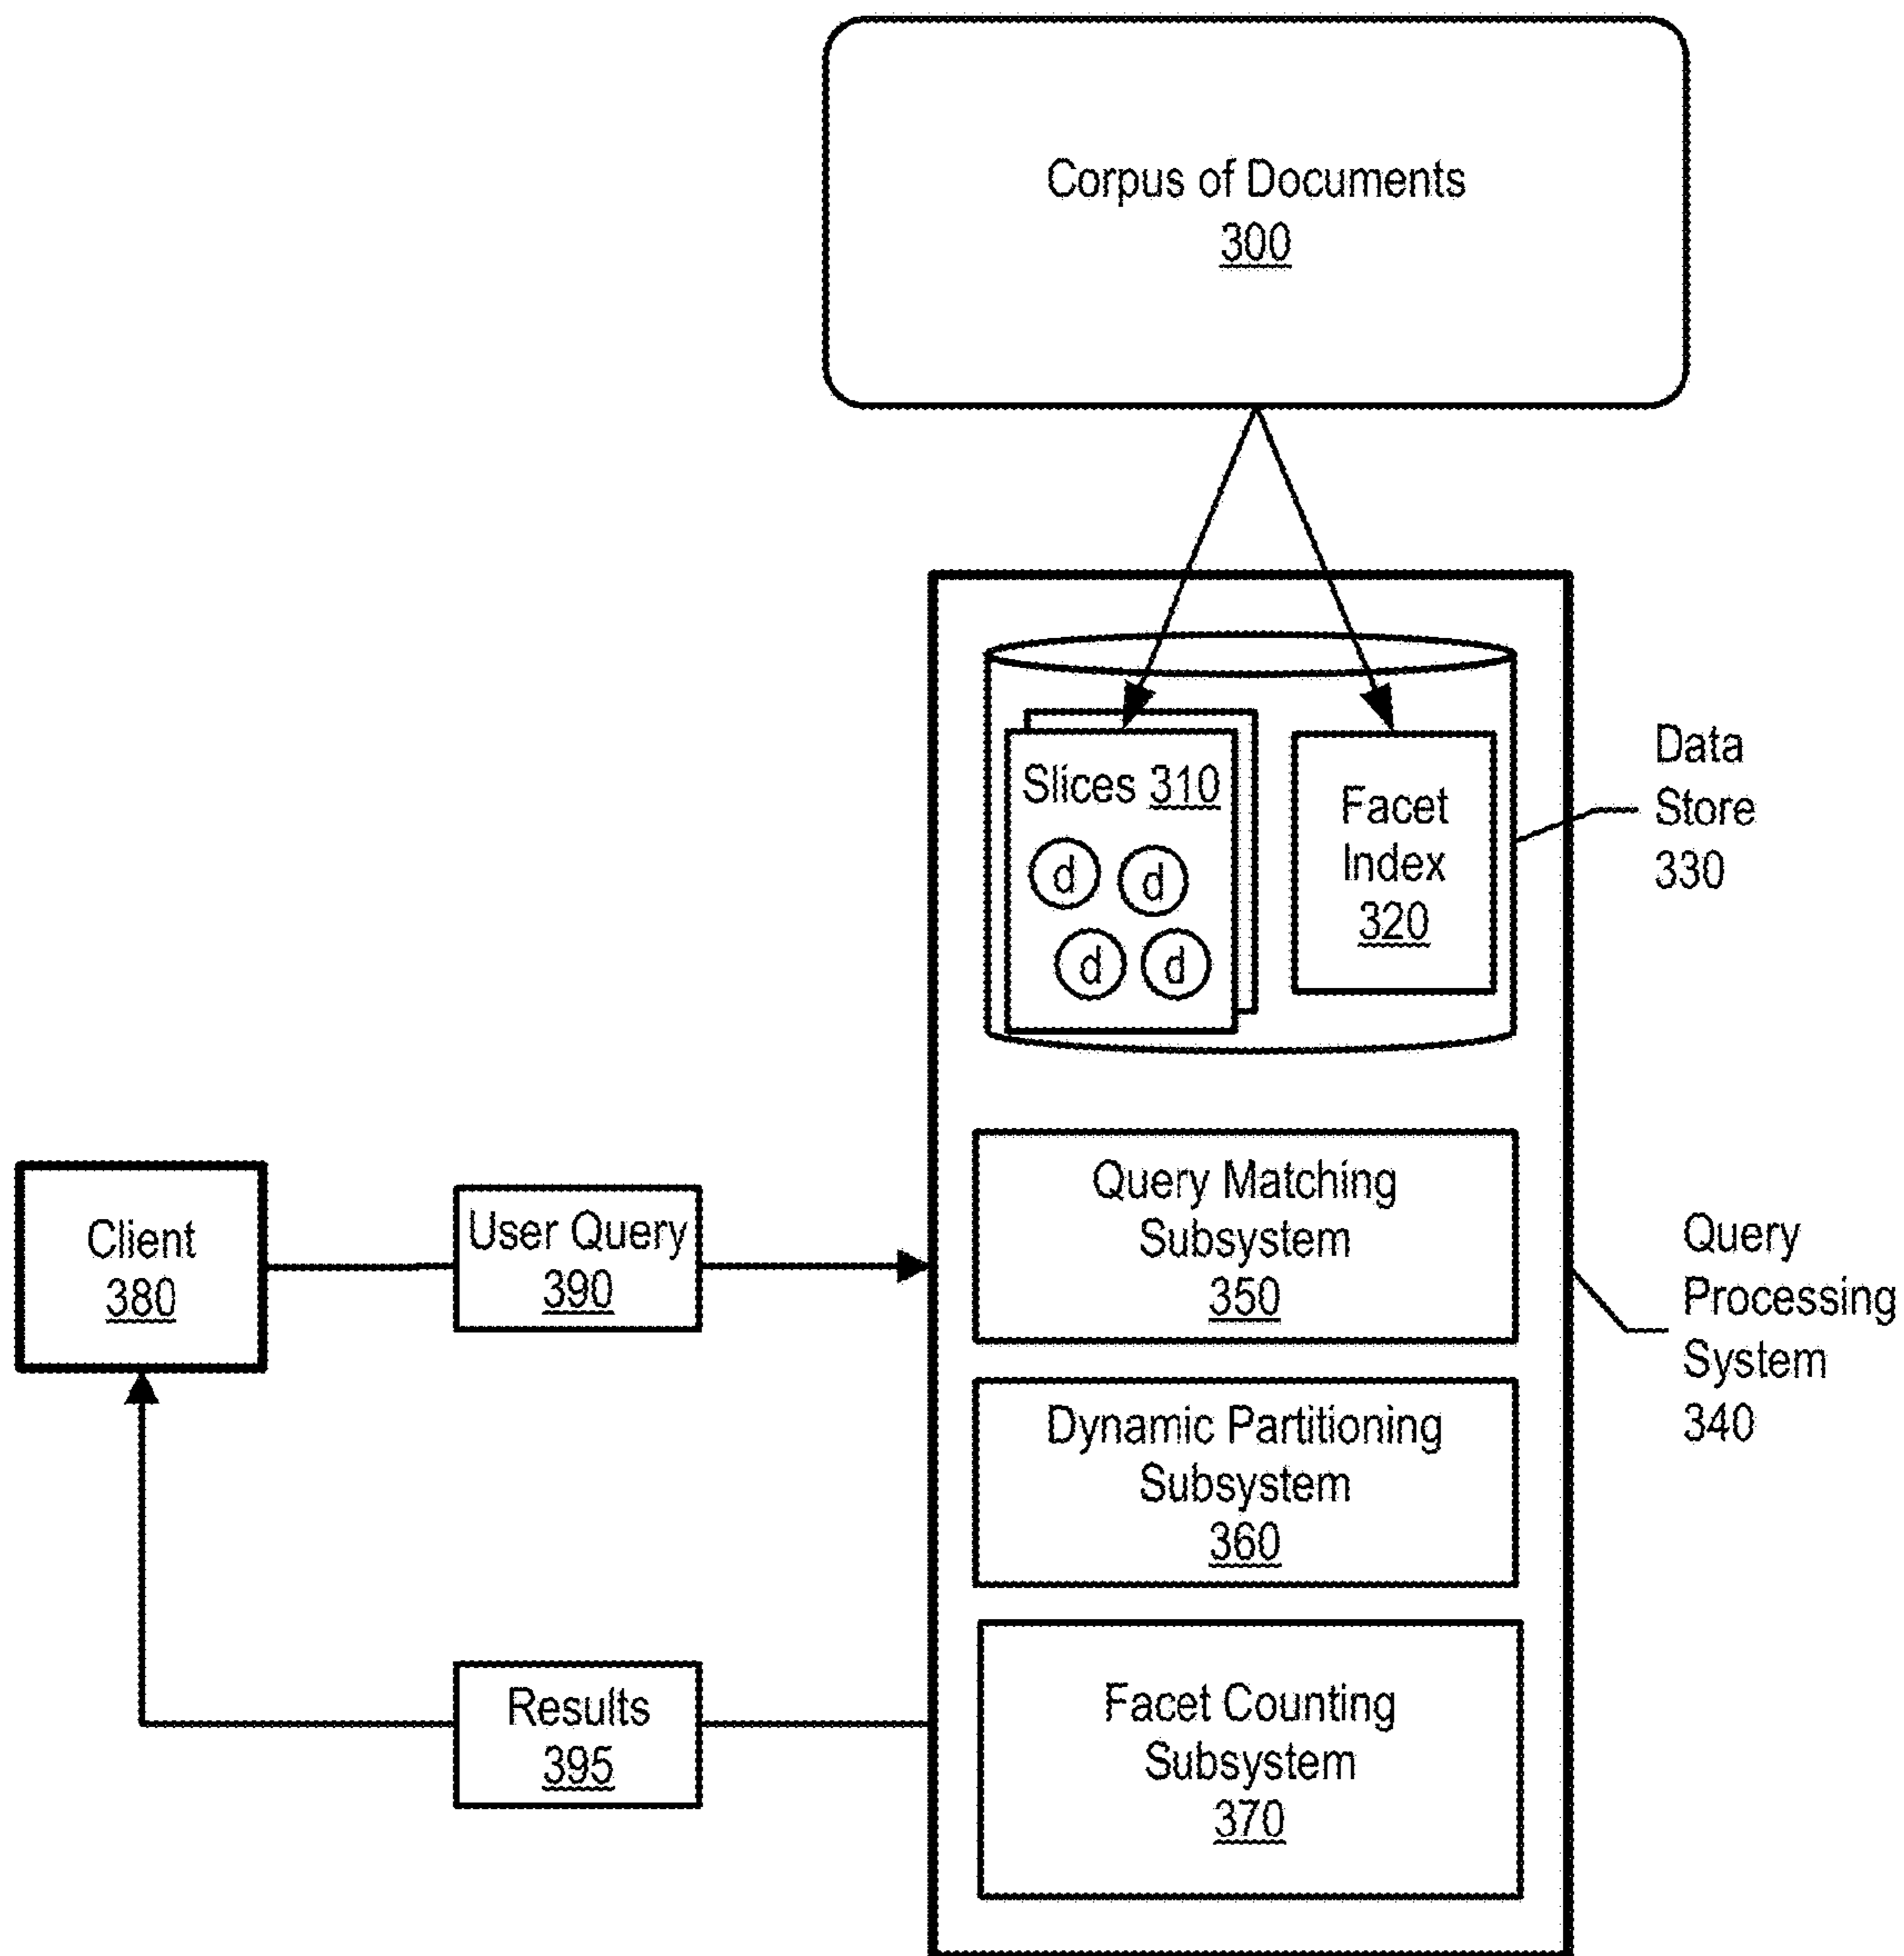 Corpus of Documents
300
Slices 310
d
d
d
d
Facet
Index
320
Data
Store
330
Query Matching
Subsystem
350
Client
380
User Query
390
Query
Processing
System
340
Dynamic Partitioning
Subsystem
360
Results
395
Facet Counting
Subsystem
370